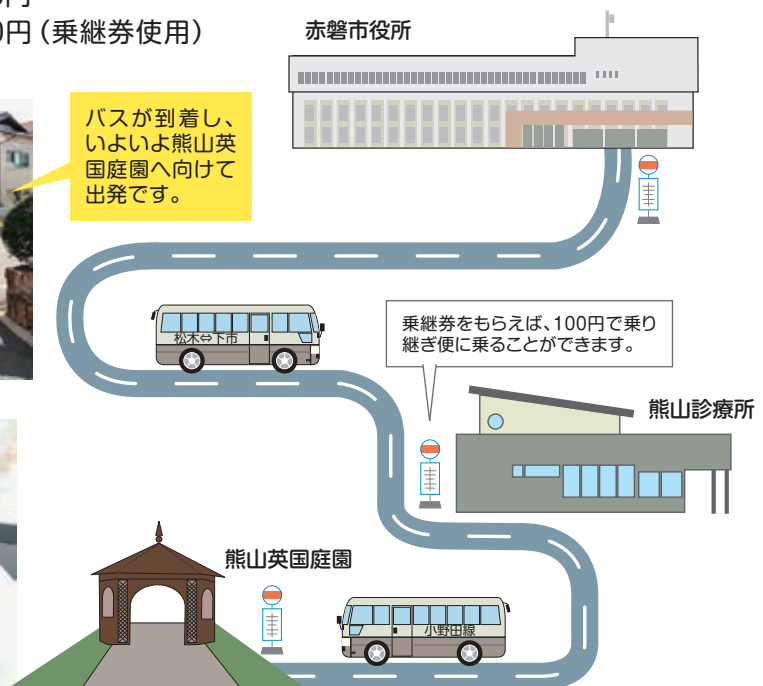 円
0円(乗継券使用)
赤磐市役所
バスが到着し、
いよいよ熊山英
国庭園へ向けて
出発です。
松木⇔下市
乗継券をもらえば、100円で乗り
継ぎ便に乗ることができます。
熊山診療所
熊山英国庭園
小野田線